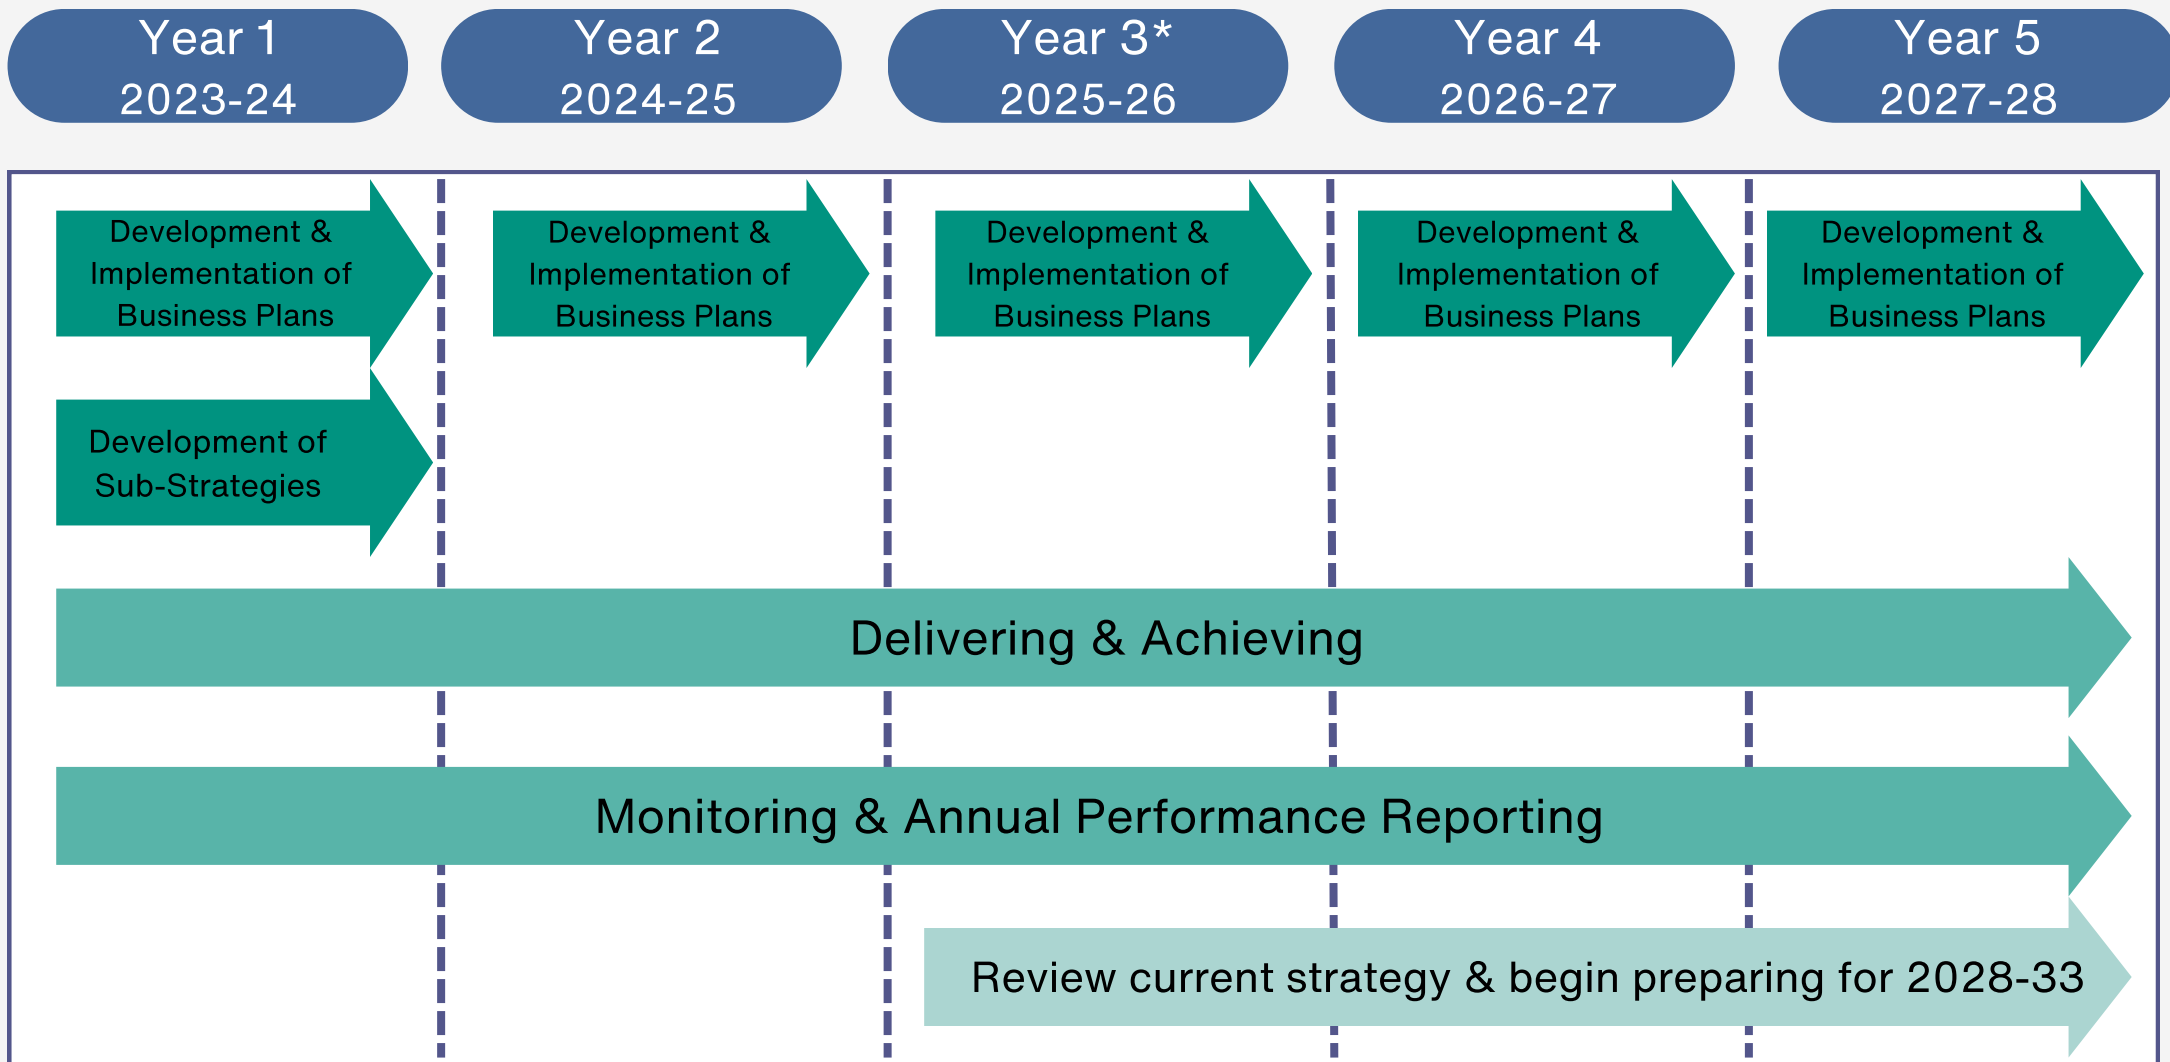 Year 1
2023-24
Year 2
2024-25
Year 3*
2025-26
Year 4
2026-27
Year 5
2027-28
Development &
Implementation of
Business Plans
Development &
Implementation of
Business Plans
Development &
Implementation of
Business Plans
Development &
Implementation of
Business Plans
Development &
Implementation of
Business Plans
Development of
Sub-Strategies
Delivering & Achieving
Monitoring & Annual Performance Reporting
Review current strategy & begin preparing for 2028-33